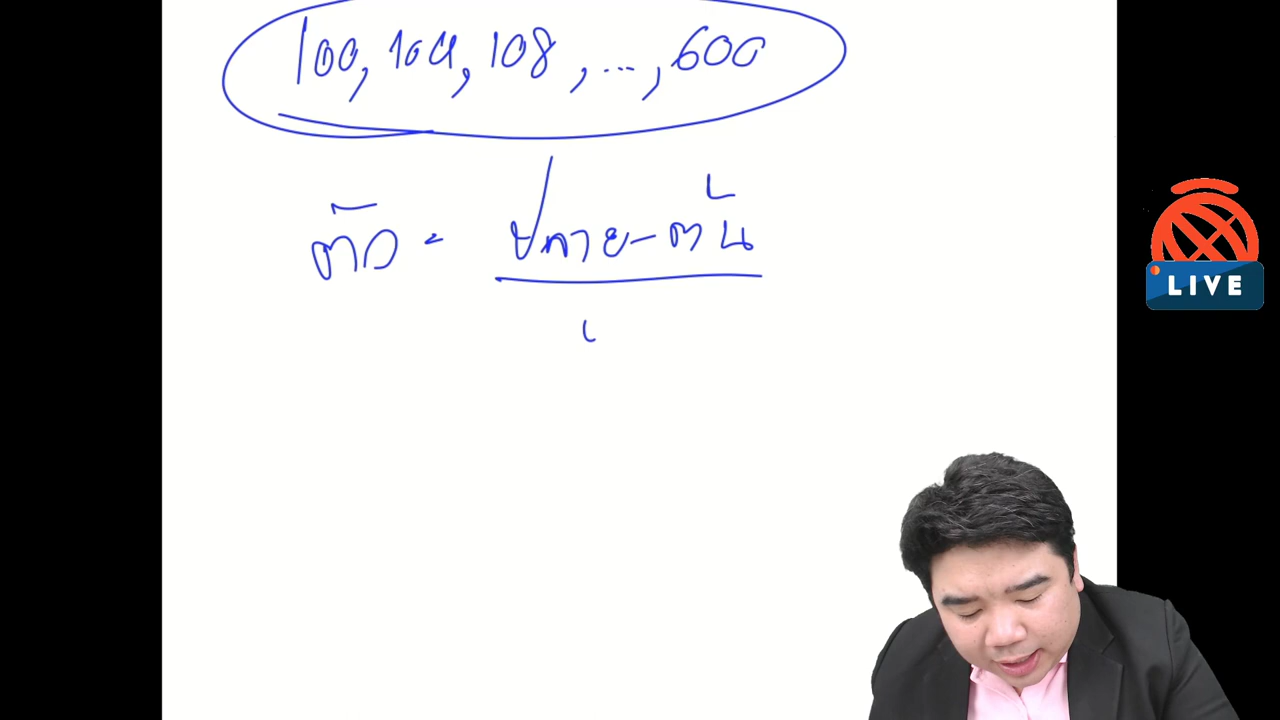 100, 104, 108, ..., 600
ตัว = ปลาย - ต้น
LIVE